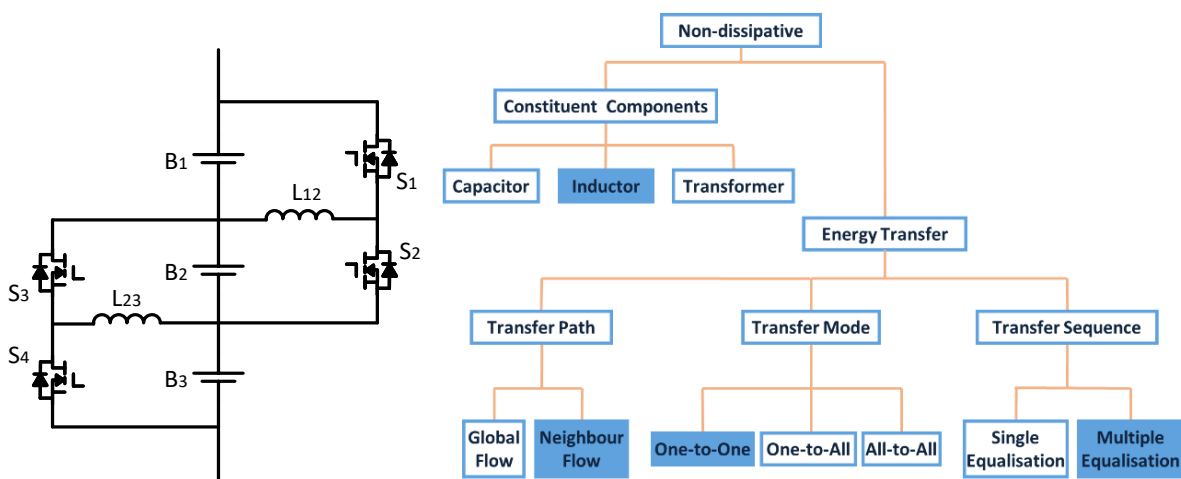 B1
S1
L12
S2
B2
S3
L23
S4
B3
Non-dissipative
Constituent Components
Capacitor
Inductor
Transformer
Energy Transfer
Transfer Path
Transfer Mode
Transfer Sequence
Global
Flow
Neighbour
Flow
One-to-One
One-to-All
All-to-All
Single
Equalisation
Multiple
Equalisation